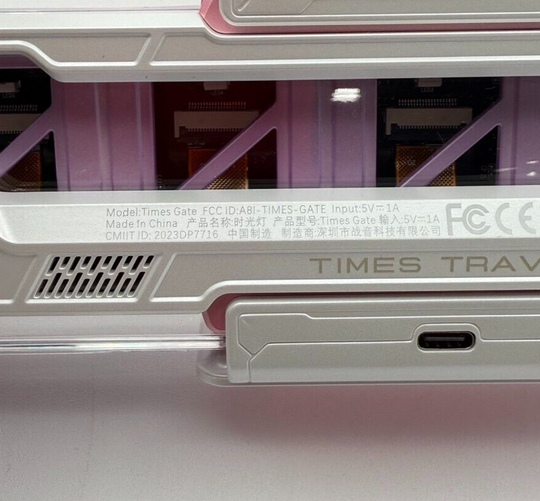 Model:Times Gate FCC ID:ABI-TIMES-GATE Input:5V⎓1A
Made in China 产品名称:时光灯 产品型号:Times Gate 输入:5V⎓1A
CMIIT ID: 2023DP7716 中国制造 制造商:深圳市战音科技有限公司
FC CE
TIMES TRAV